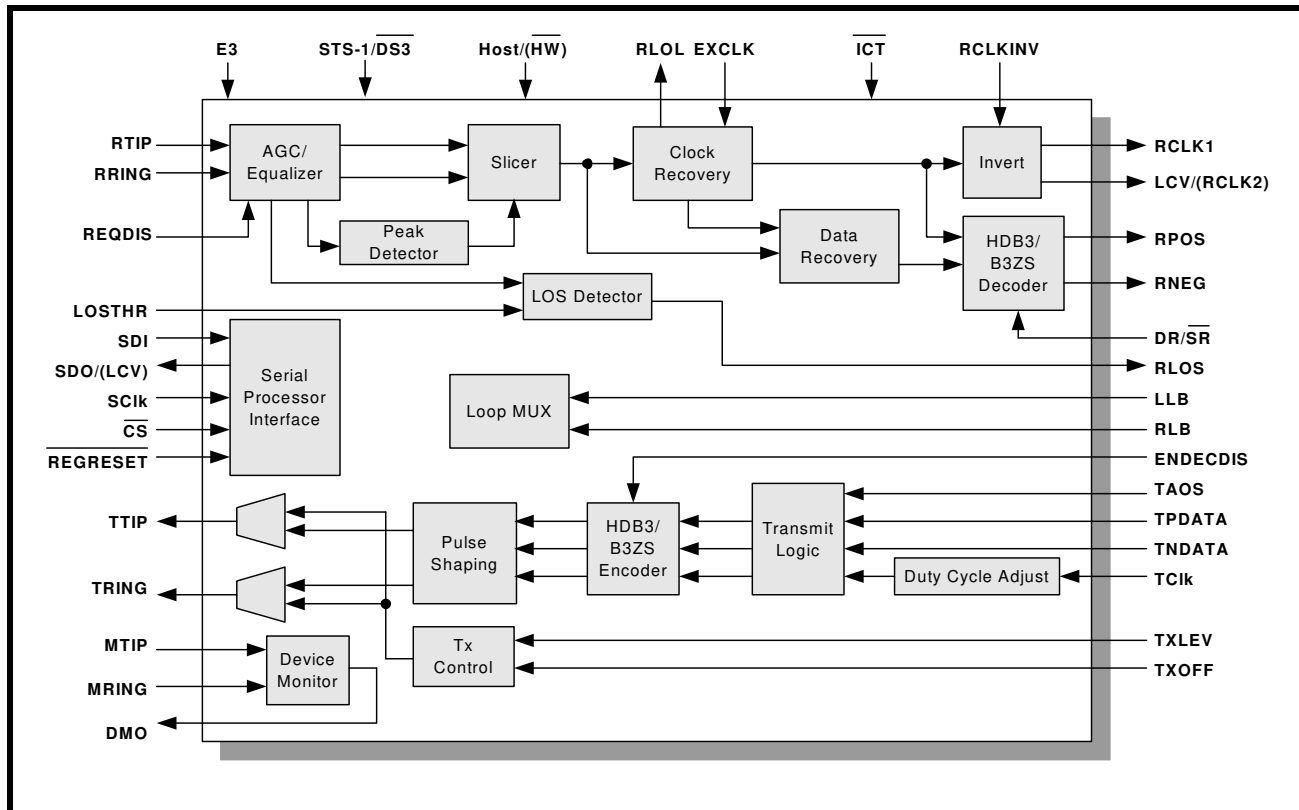 E3
STS-1/DS3
Host/(HW)
RLOL
EXCLK
ICT
RCLKINV
RTIP
RRING
REQDIS
LOSTHR
SDI
SDO/(LCV)
SClk
CS
REGRESET
TTIP
TRING
MTIP
MRING
DMO
AGC/
Equalizer
Slicer
Clock
Recovery
Invert
Peak
Detector
Data
Recovery
HDB3/
B3ZS
Decoder
LOS Detector
Serial
Processor
Interface
Loop MUX
Pulse
Shaping
HDB3/
B3ZS
Encoder
Transmit
Logic
Duty Cycle Adjust
Tx
Control
Device
Monitor
RCLK1
LCV/(RCLK2)
RPOS
RNEG
DR/SR
RLOS
LLB
RLB
ENDECDIS
TAOS
TPDATA
TNDATA
TClk
TXLEV
TXOFF